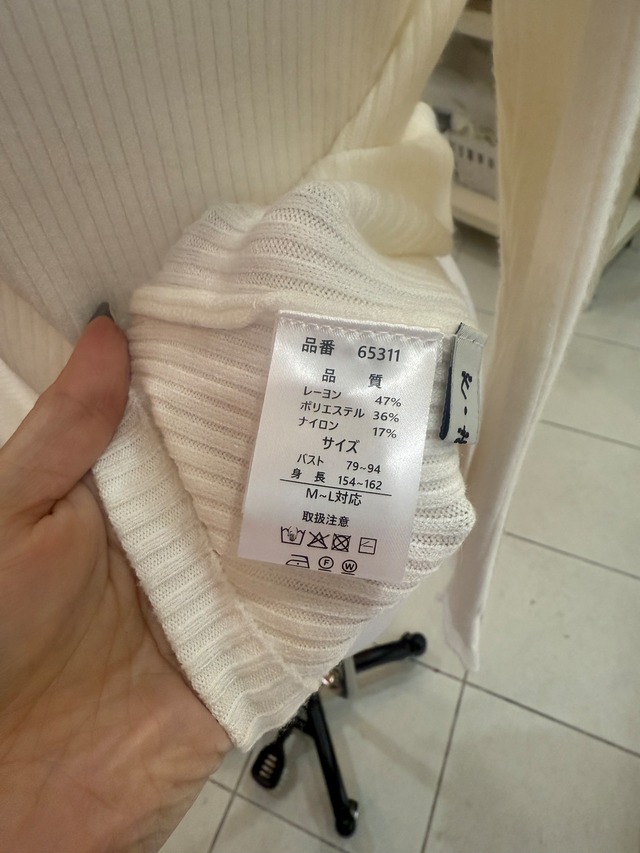 品番 65311
品 質
レーヨン 47%
ポリエステル 36%
ナイロン 17%
サイズ
バスト 79~94
身 長 154~162
M~L対応
取扱注意
F W